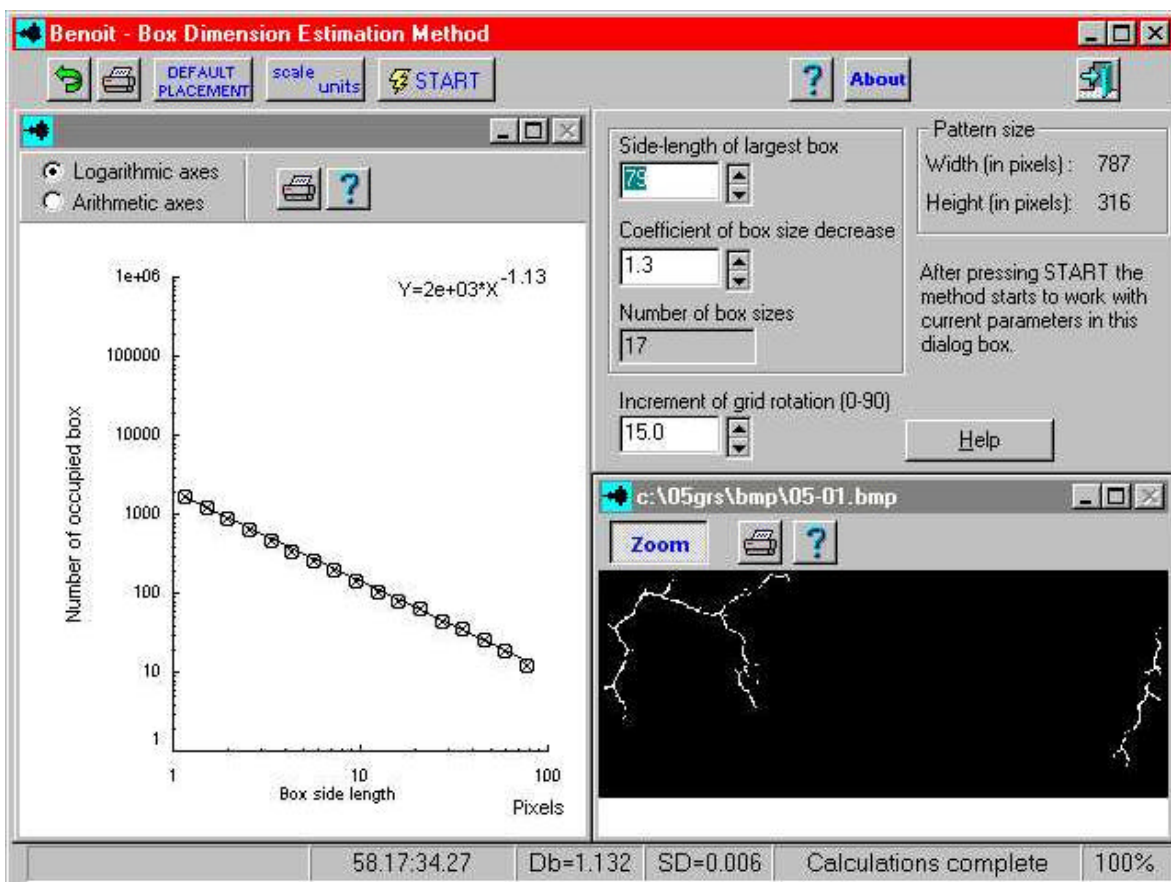 Benoit - Box Dimension Estimation Method
DEFAULT
PLACEMENT
scale
units
START
?
About
Logarithmic axes
Arithmetic axes
?
Y=2e+03*X^-1.13
1e+06
100000
10000
1000
100
10
1
Number of occupied box
1
10
100
Box side length
Pixels
Side-length of largest box
79
Coefficient of box size decrease
1.3
Number of box sizes
17
Increment of grid rotation (0-90)
15.0
Pattern size
Width (in pixels) : 787
Height (in pixels): 316
After pressing START the
method starts to work with
current parameters in this
dialog box.
Help
c:\05grs\bmp\05-01.bmp
Zoom
?
58.17:34.27
Db=1.132
SD=0.006
Calculations complete
100%